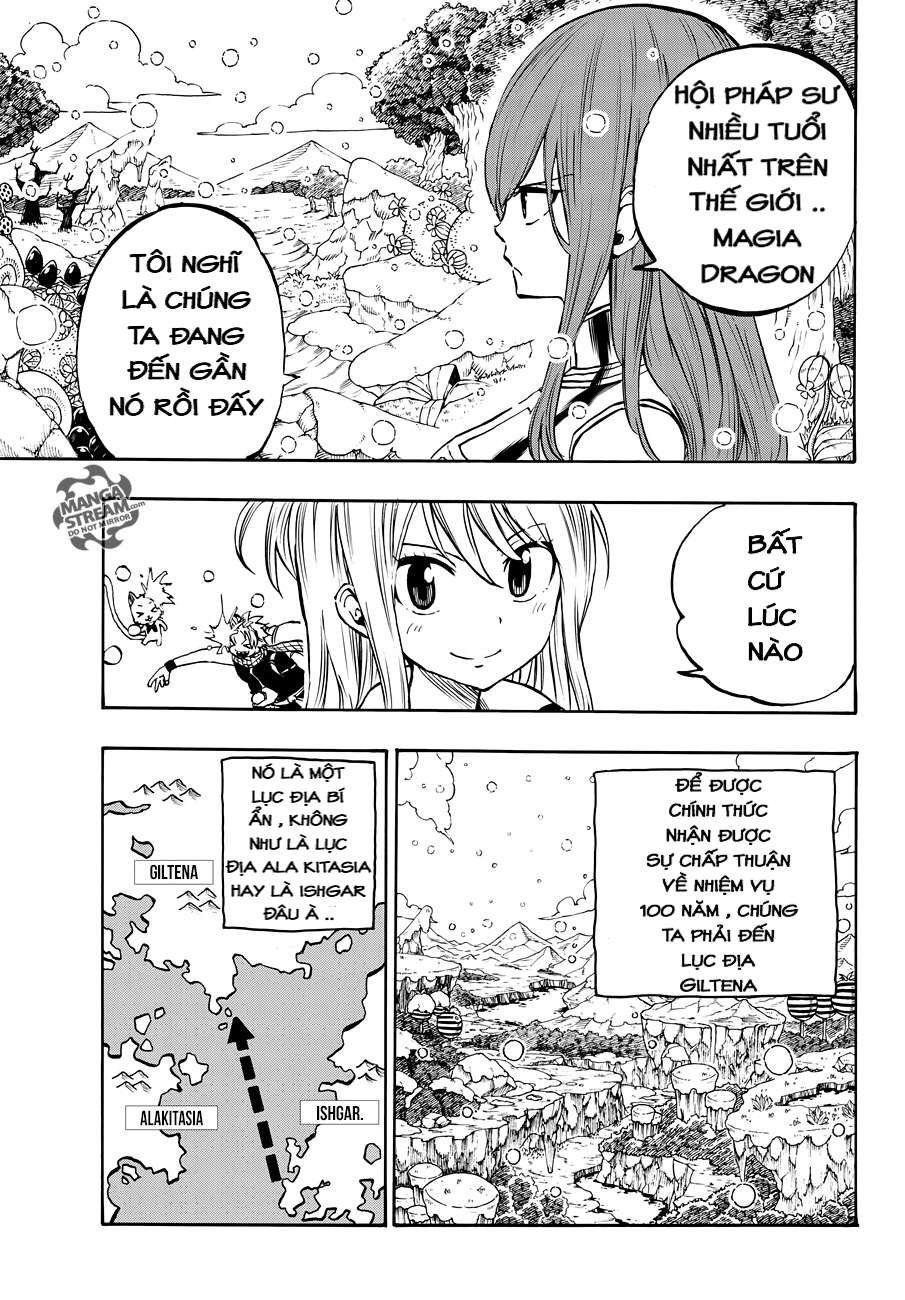 HỘI PHÁP SƯ
NHIỀU TUỔI
NHẤT TRÊN
THẾ GIỚI ..
MAGIA
DRAGON
TÔI NGHĨ
LÀ CHÚNG
TA ĐANG
ĐẾN GẦN
NÓ RỒI ĐẤY
MANGA
STREAM.com
DO NOT MIRROR
BẤT
CỨ
LÚC
NÀO
ĐỂ ĐƯỢC
CHÍNH THỨC
NHẬN ĐƯỢC
SỰ CHẤP THUẬN
VỀ NHIỆM VỤ
100 NĂM , CHÚNG
TA PHẢI ĐẾN
LỤC ĐỊA
GILTENA
NÓ LÀ MỘT
LỤC ĐỊA BÍ
ẨN , KHÔNG
NHƯ LÀ LỤC
ĐỊA ALA KITASIA
HAY LÀ ISHGAR
ĐÂU À ..
GILTENA
ALAKITASIA
ISHGAR.